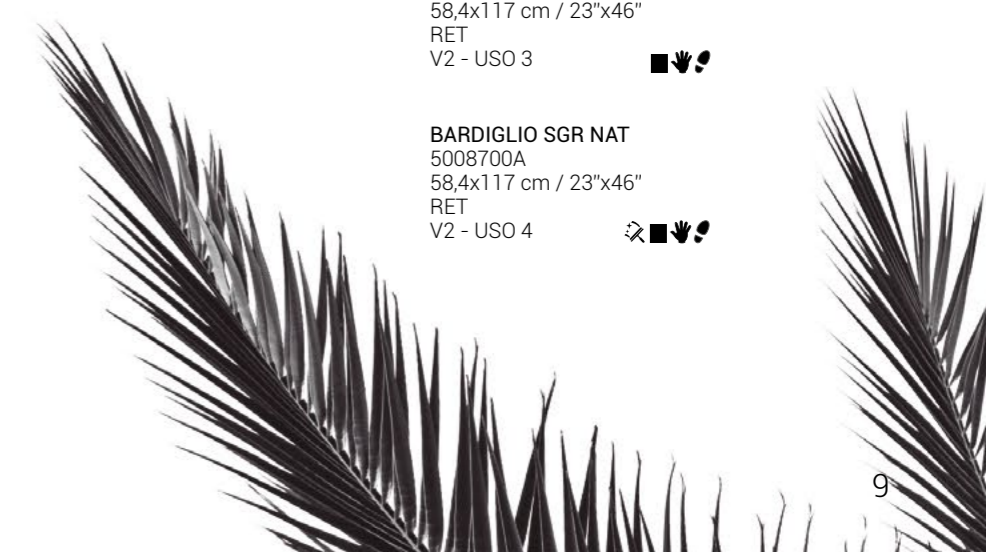 58,4x117 cm / 23"x46"
RET
V2 - USO 3
BARDIGLIO SGR NAT
5008700A
58,4x117 cm / 23"x46"
RET
V2 - USO 4
9